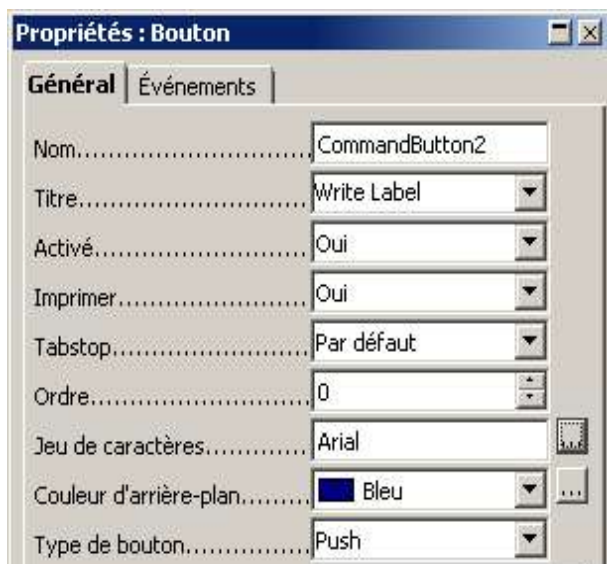 Propriétés : Bouton
Général Événements
Nom.............................. CommandButton2
Titre.............................. Write Label
Activé.............................. Oui
Imprimer.............................. Oui
Tabstop.............................. Par défaut
Ordre.............................. 0
Jeu de caractères.............. Arial ...
Couleur d'arrière-plan......... Bleu ...
Type de bouton.................. Push